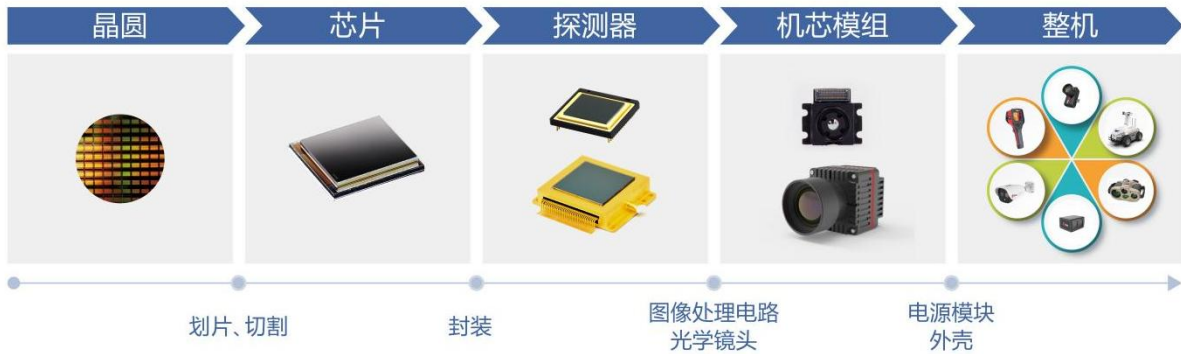 晶圆
芯片
探测器
机芯模组
整机
划片、切割
封装
图像处理电路
光学镜头
电源模块
外壳